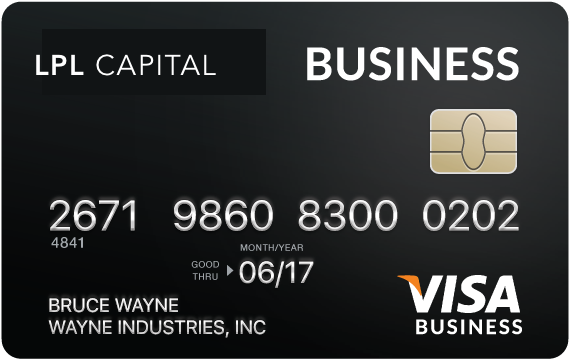 LPL CAPITAL BUSINESS
2671 9860 8300 0202
4841
MONTH/YEAR
GOOD THRU 06/17
BRUCE WAYNE
WAYNE INDUSTRIES, INC
VISA
BUSINESS